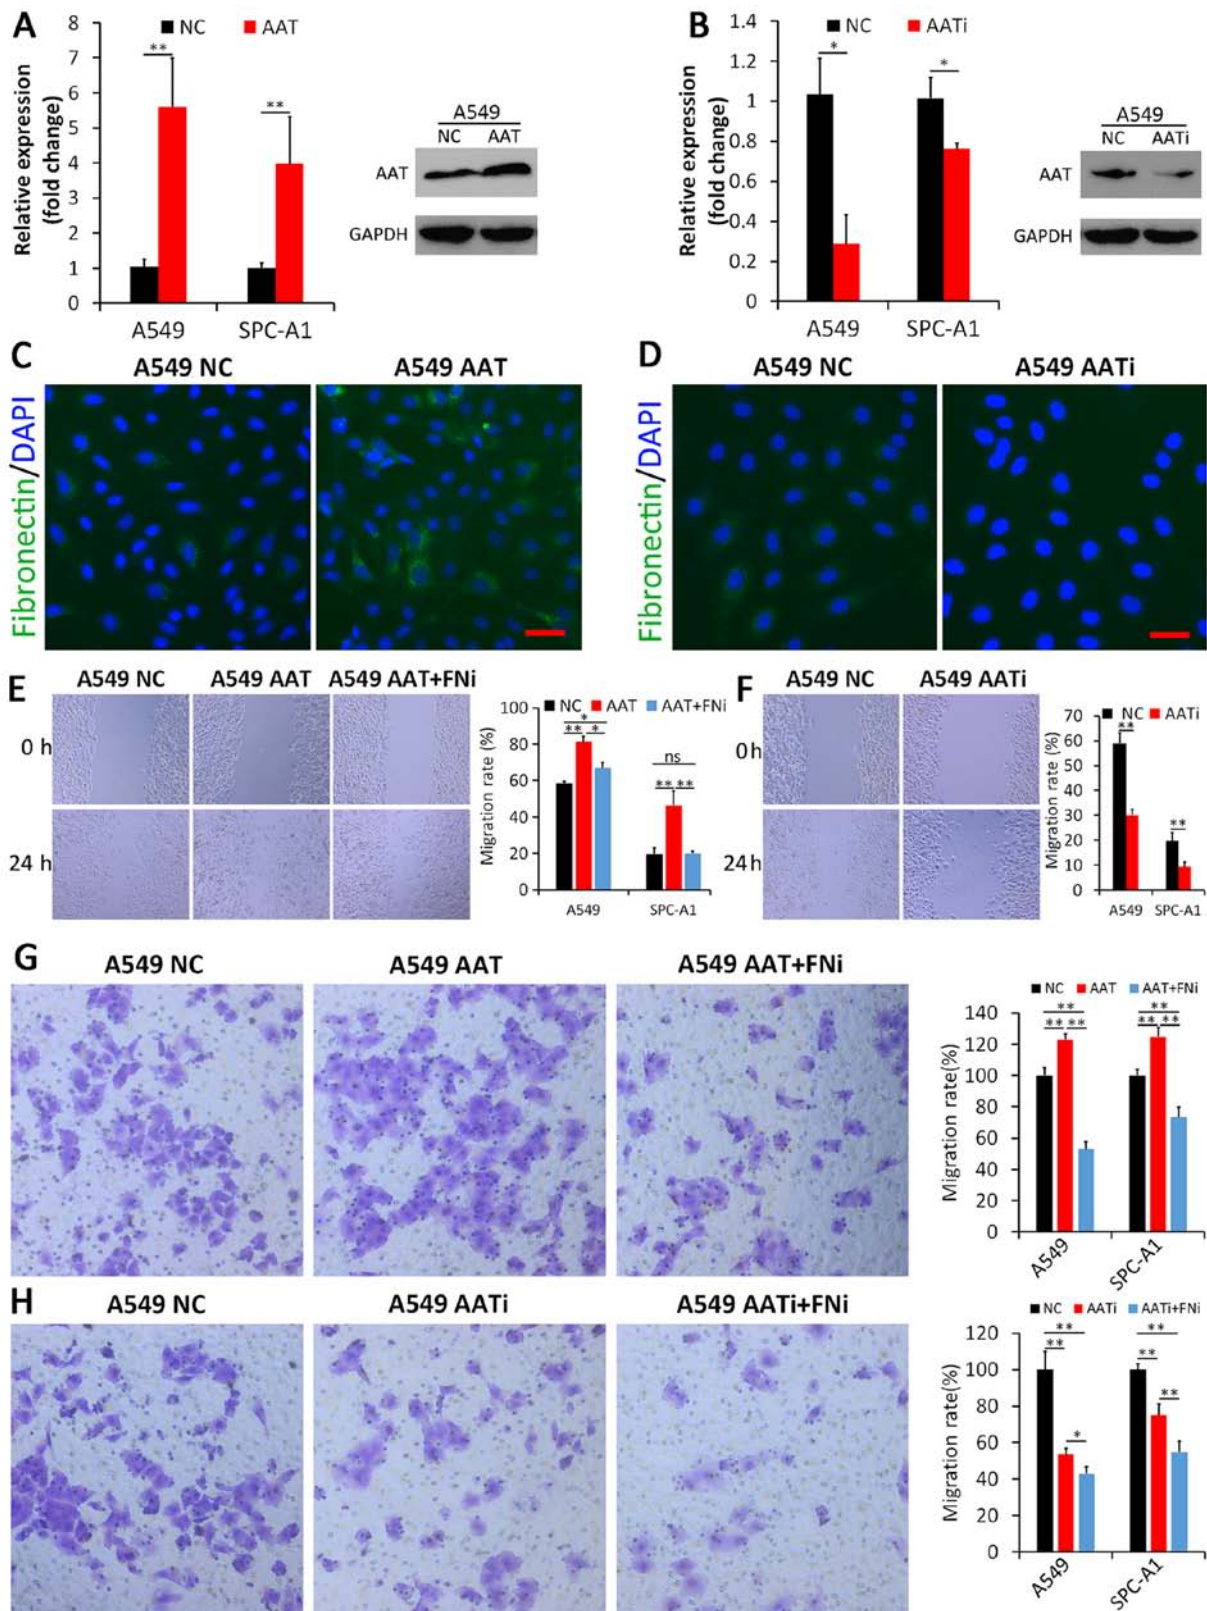 A
NC AAT
Relative expression
(fold change)
8
7
6
5
4
3
2
1
0
**
**
A549 SPC-A1
A549
NC AAT
AAT
GAPDH
B
NC AATi
Relative expression
(fold change)
1.4
1.2
1
0.8
0.6
0.4
0.2
0
*
*
A549 SPC-A1
A549
NC AATi
AAT
GAPDH
C
A549 NC A549 AAT
Fibronectin/DAPI
D
A549 NC A549 AATi
Fibronectin/DAPI
E
A549 NC A549 AAT A549 AAT+FNi
0 h
24 h
NC AAT AAT+FNi
Migration rate (%)
100
80
60
40
20
0
*
** *
ns
** **
A549 SPC-A1
F
A549 NC A549 AATi
0h
24h
NC AATi
Migration rate (%)
70
60
50
40
30
20
10
0
**
**
A549 SPC-A1
G
A549 NC A549 AAT A549 AAT+FNi
NC AAT AAT+FNi
Migration rate(%)
140
120
100
80
60
40
20
0
** **
** ** ** **
A549 SPC-A1
H
A549 NC A549 AATi A549 AATi+FNi
NC AATi AATi+FNi
Migration rate(%)
120
100
80
60
40
20
0
** **
** **
* **
A549 SPC-A1